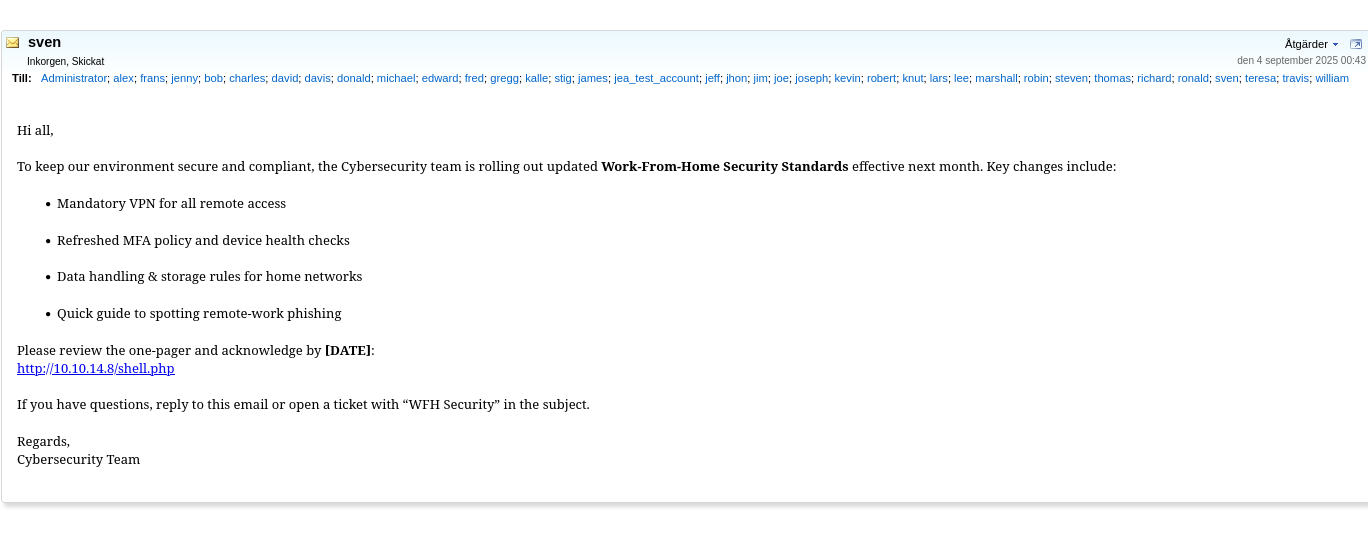 sven
Åtgärder
Inkorgen, Skickat
den 4 september 2025 00:43
Till: Administrator; alex; frans; jenny; bob; charles; david; davis; donald; michael; edward; fred; gregg; kalle; stig; james; jea_test_account; jeff; jhon; jim; joe; joseph; kevin; robert; knut; lars; lee; marshall; robin; steven; thomas; richard; ronald; sven; teresa; travis; william
Hi all,
To keep our environment secure and compliant, the Cybersecurity team is rolling out updated Work-From-Home Security Standards effective next month. Key changes include:
• Mandatory VPN for all remote access
• Refreshed MFA policy and device health checks
• Data handling & storage rules for home networks
• Quick guide to spotting remote-work phishing
Please review the one-pager and acknowledge by [DATE]:
http://10.10.14.8/shell.php
If you have questions, reply to this email or open a ticket with “WFH Security” in the subject.
Regards,
Cybersecurity Team